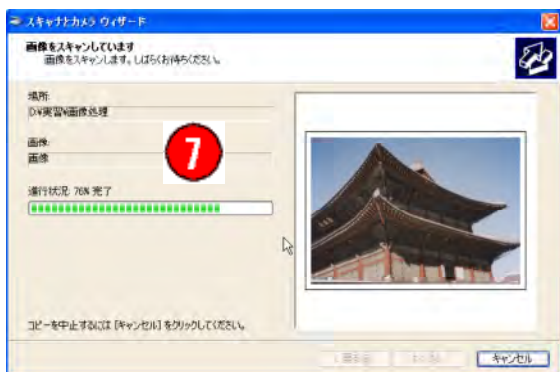 スキャナとカメラ ウィザード
画像をスキャンしています
画像をスキャンします。しばらくお待ちください。
場所:
D:¥実習¥画像処理
画像:
画像
7
進行状況: 76% 完了
コピーを中止するには [キャンセル] をクリックしてください。
キャンセル